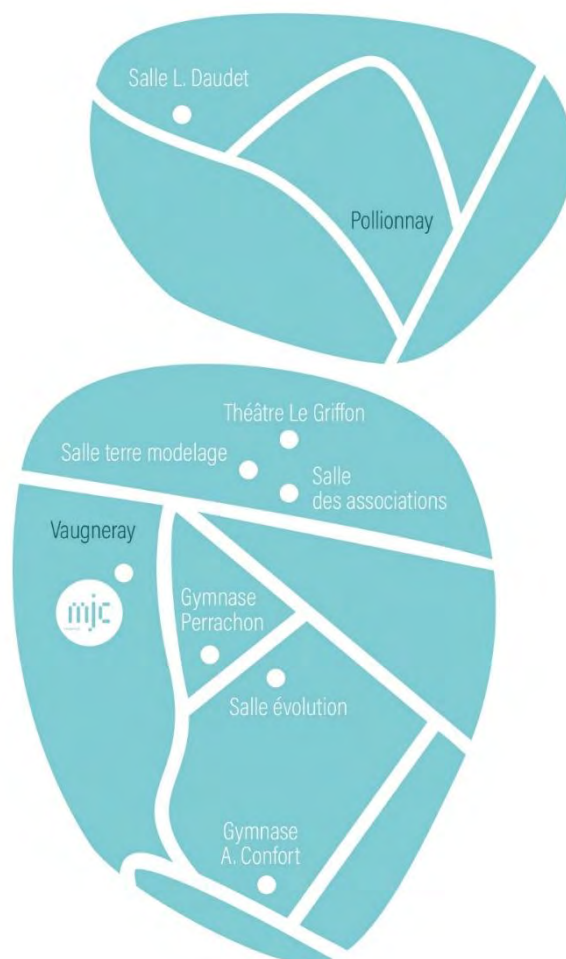 Salle L. Daudet
Pollionnay
Théâtre Le Griffon
Salle terre modelage
Salle
des associations
Vaugneray
mjc
Gymnase
Perrachon
Salle évolution
Gymnase
A. Confort